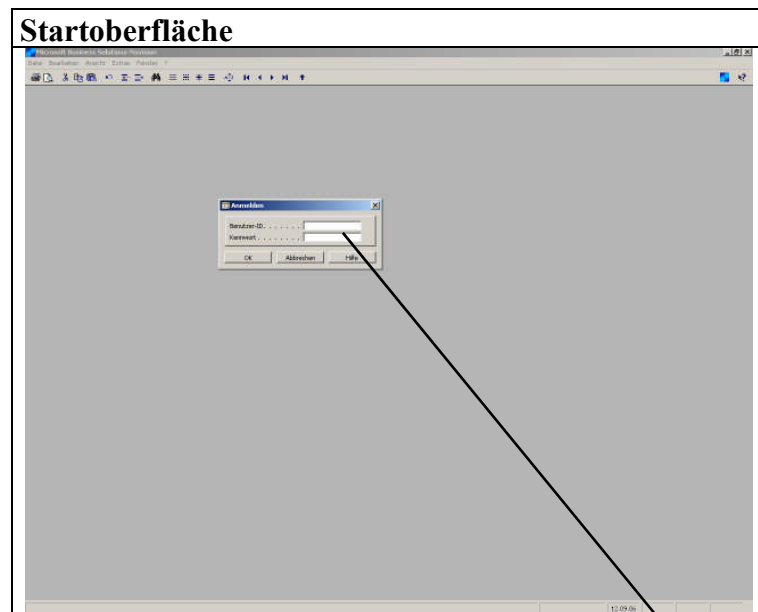 Startoberfläche
Microsoft Business Solutions-Navision
Datei Bearbeiten Ansicht Extras Fenster ?
Anmelden
Benutzer-ID. . . . . . .
Kennwort . . . . . . . .
OK Abbrechen Hilfe
12.09.06